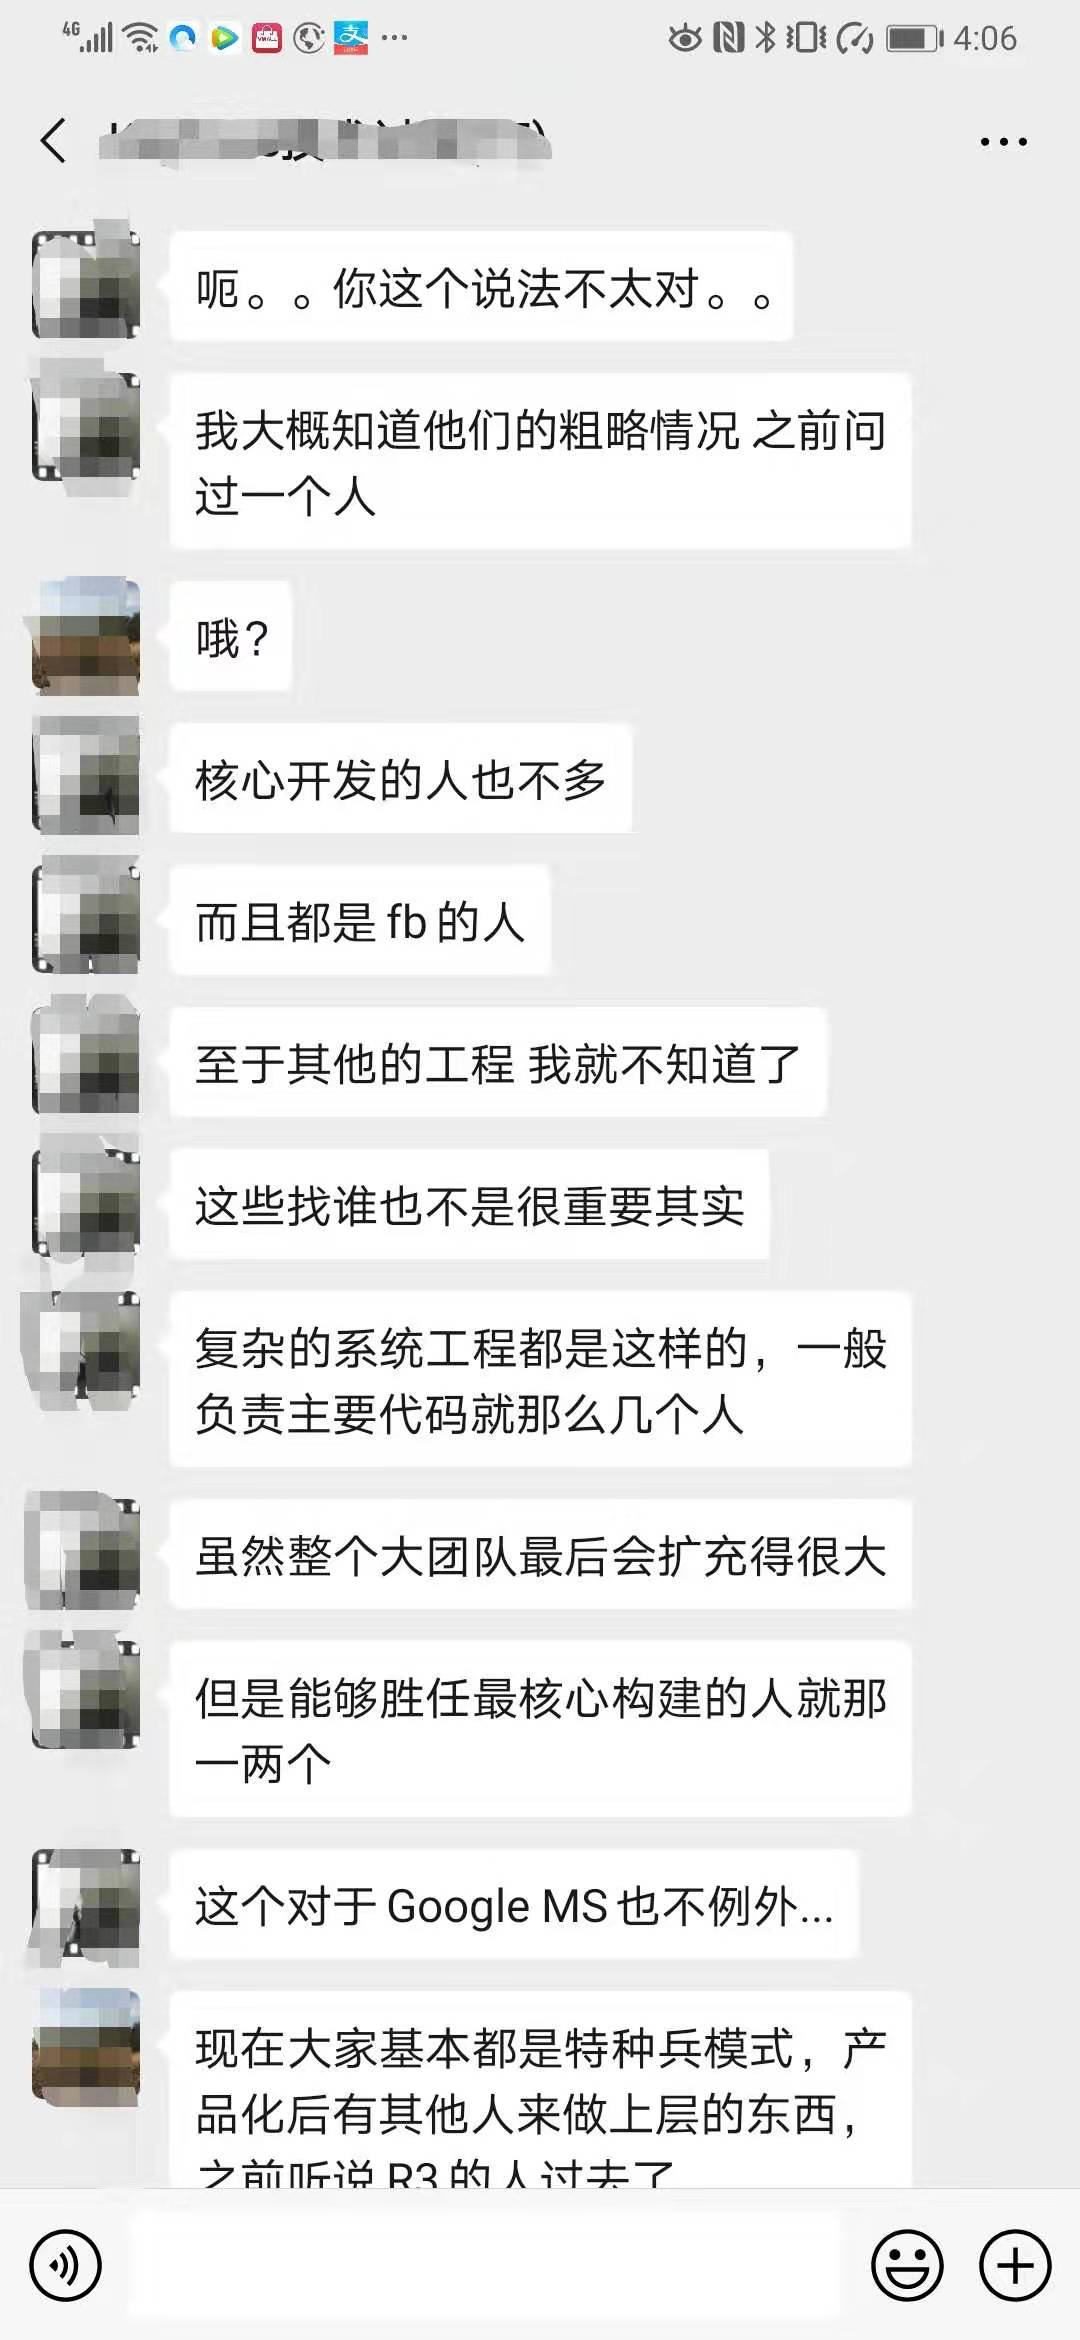 4G
4:06
呃。。你这个说法不太对。。
我大概知道他们的粗略情况 之前问
过一个人
哦?
核心开发的人也不多
而且都是 fb 的人
至于其他的工程 我就不知道了
这些找谁也不是很重要其实
复杂的系统工程都是这样的，一般
负责主要代码就那么几个人
虽然整个大团队最后会扩充得很大
但是能够胜任最核心构建的人就那
一两个
这个对于 Google MS 也不例外...
现在大家基本都是特种兵模式，产
品化后有其他人来做上层的东西，
之前听说 R3 的人过去了